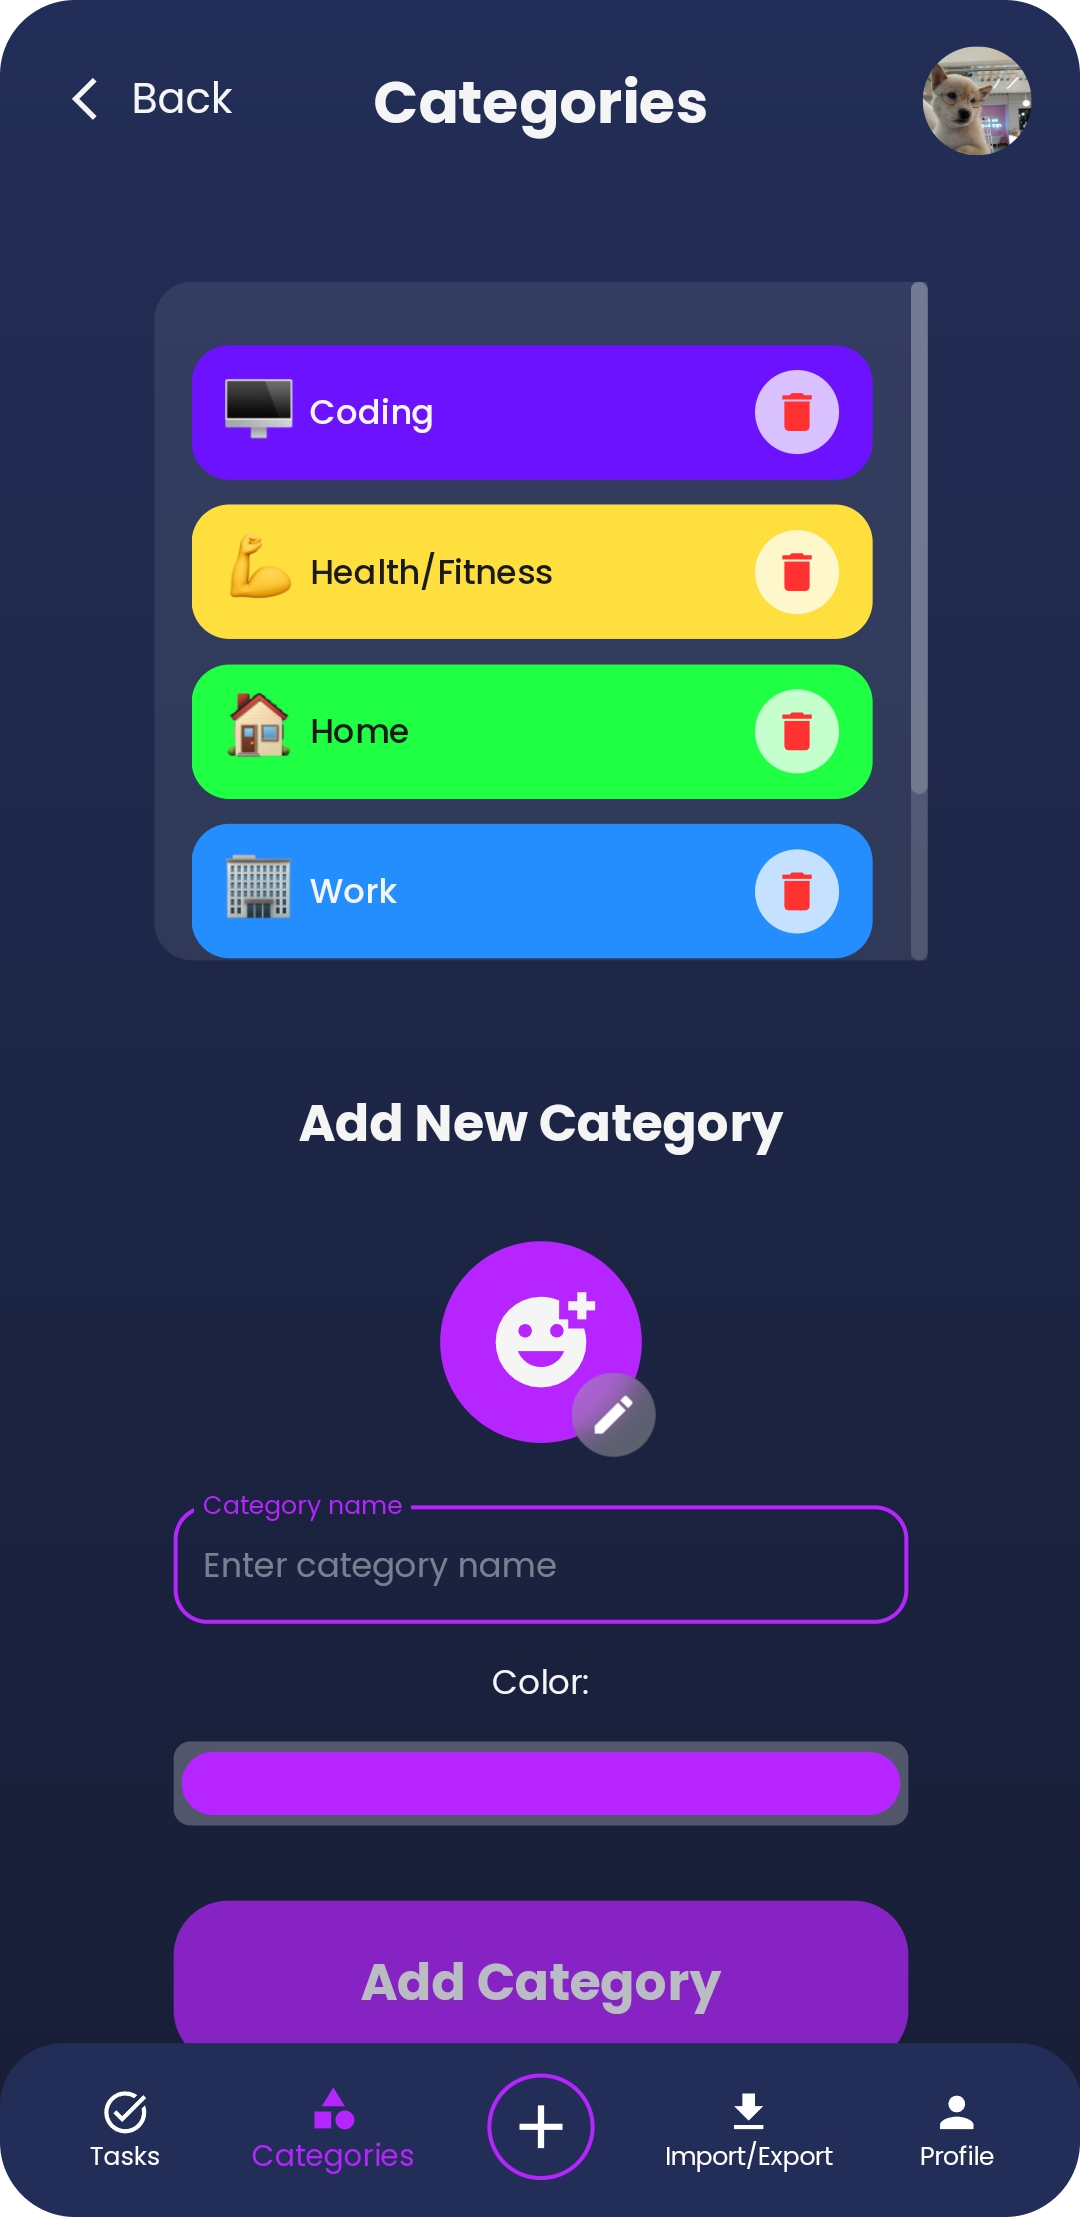 Back
Categories
Coding
Health/Fitness
Home
Work
Add New Category
Category name
Enter category name
Color:
Add Category
Tasks
Categories
Import/Export
Profile